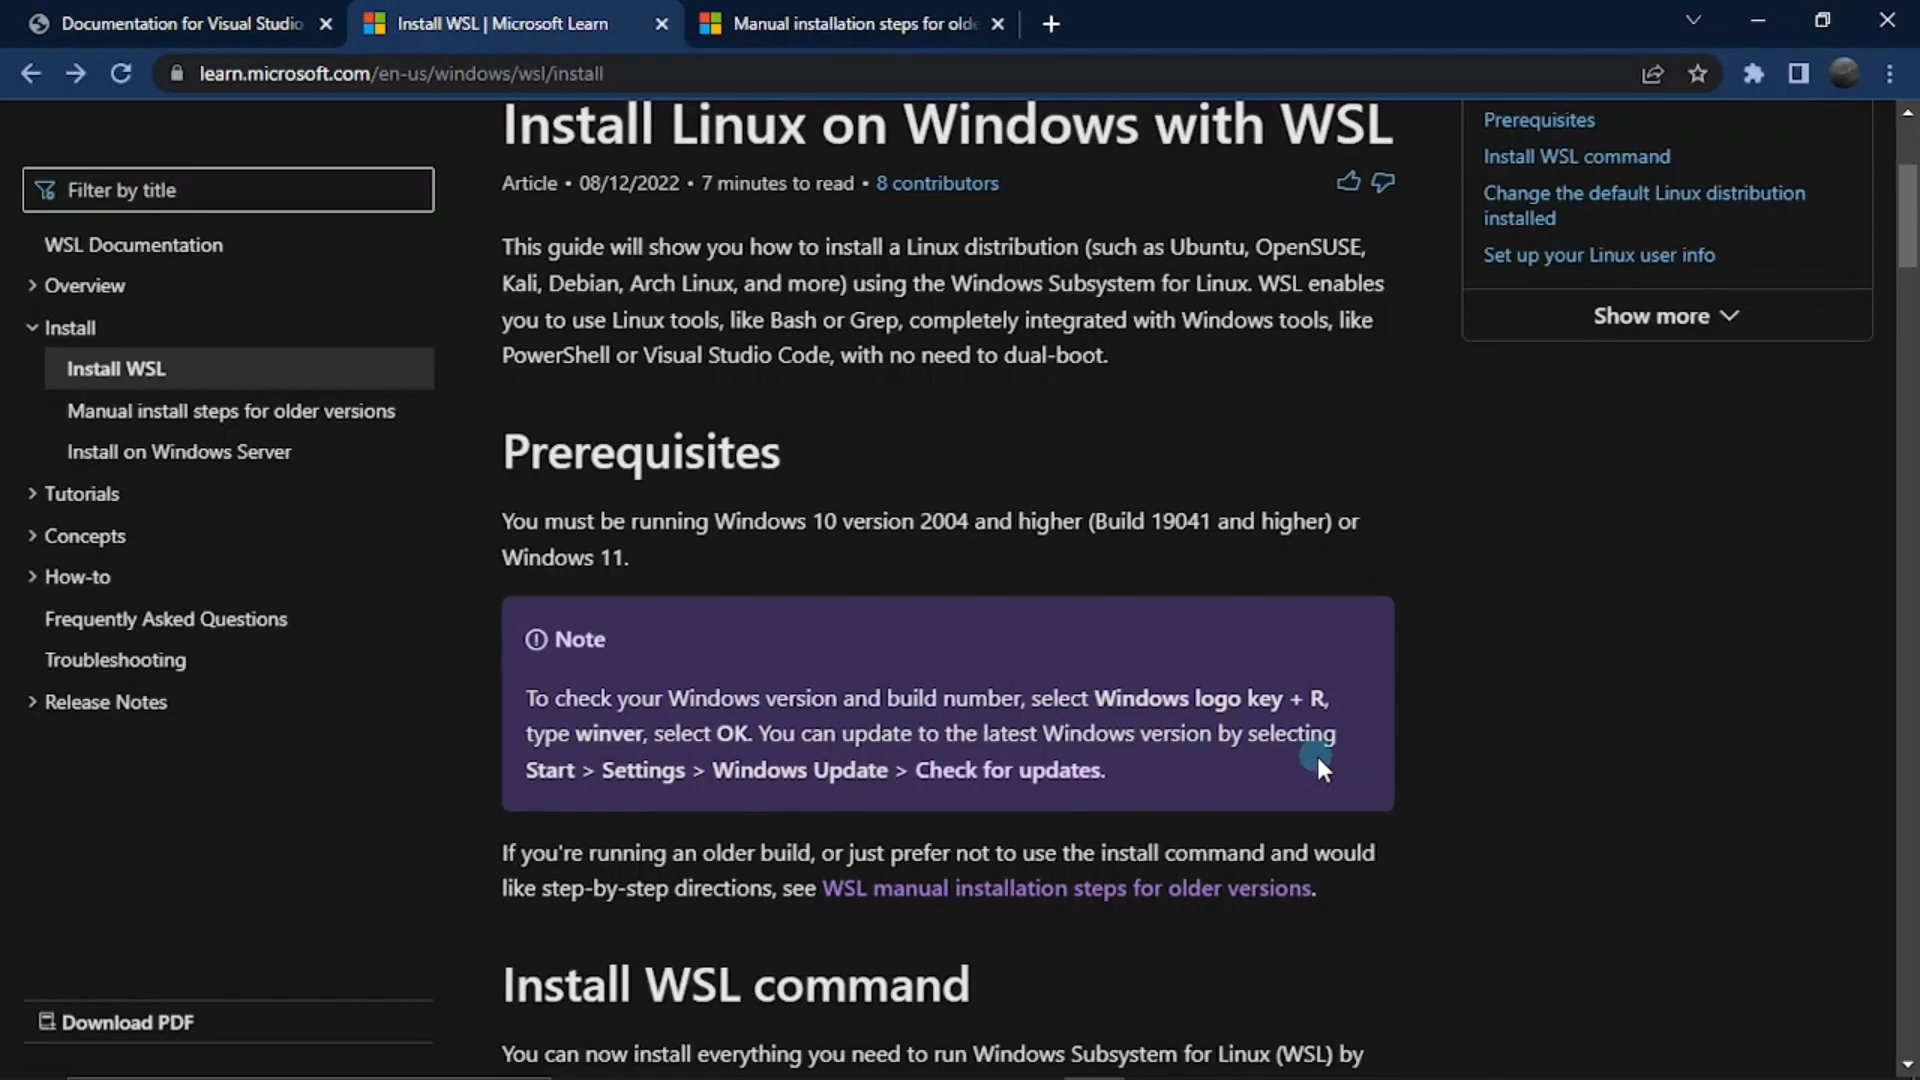 Documentation for Visual Studio
Install WSL | Microsoft Learn
Manual installation steps for olde
learn.microsoft.com/en-us/windows/wsl/install
Filter by title
WSL Documentation
Overview
Install
Install WSL
Manual install steps for older versions
Install on Windows Server
Tutorials
Concepts
How-to
Frequently Asked Questions
Troubleshooting
Release Notes
Download PDF
Install Linux on Windows with WSL
Article • 08/12/2022 • 7 minutes to read • 8 contributors
This guide will show you how to install a Linux distribution (such as Ubuntu, OpenSUSE,
Kali, Debian, Arch Linux, and more) using the Windows Subsystem for Linux. WSL enables
you to use Linux tools, like Bash or Grep, completely integrated with Windows tools, like
PowerShell or Visual Studio Code, with no need to dual-boot.
Prerequisites
You must be running Windows 10 version 2004 and higher (Build 19041 and higher) or
Windows 11.
Note
To check your Windows version and build number, select Windows logo key + R,
type winver, select OK. You can update to the latest Windows version by selecting
Start > Settings > Windows Update > Check for updates.
If you're running an older build, or just prefer not to use the install command and would
like step-by-step directions, see WSL manual installation steps for older versions.
Install WSL command
You can now install everything you need to run Windows Subsystem for Linux (WSL) by
Prerequisites
Install WSL command
Change the default Linux distribution
installed
Set up your Linux user info
Show more